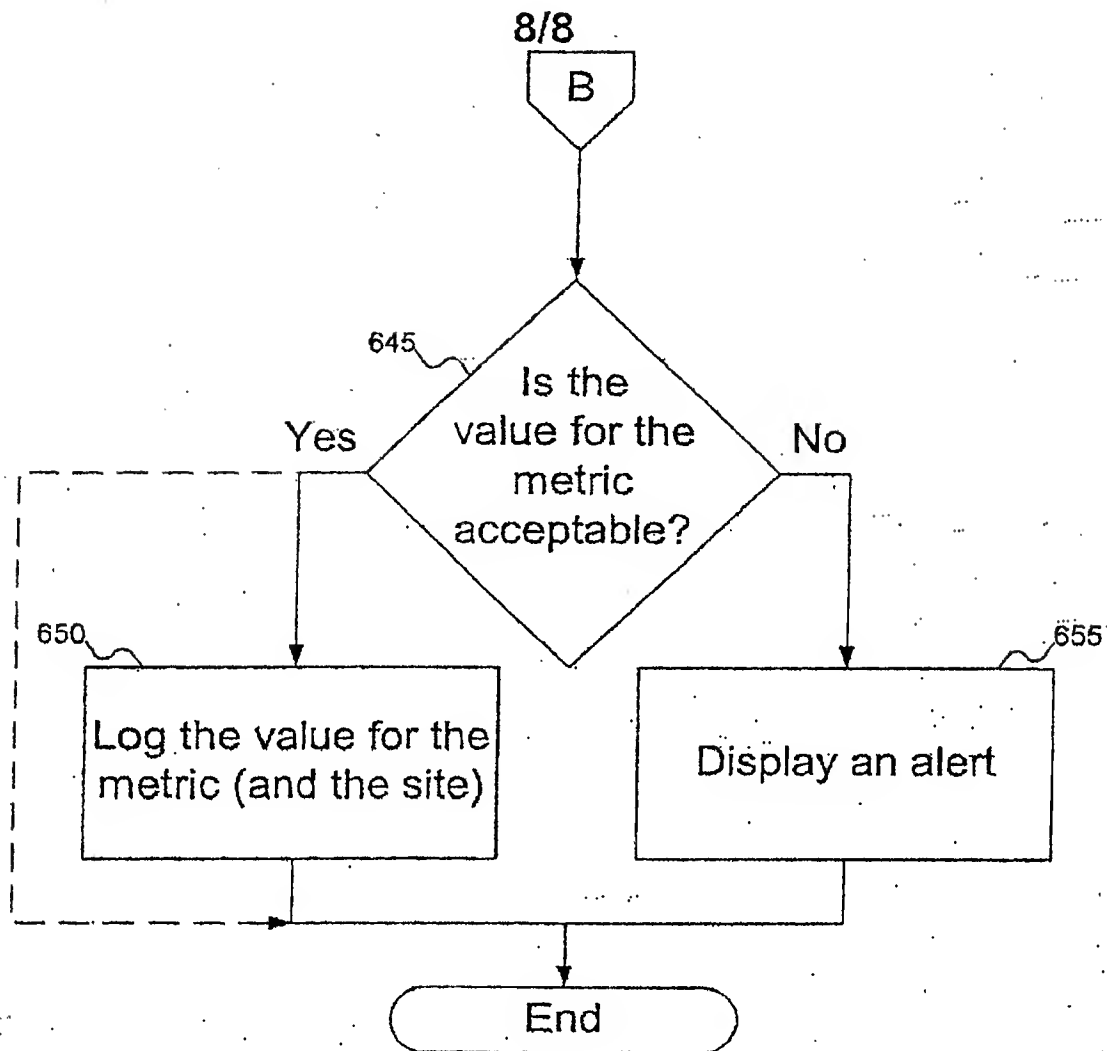 8/8
B
645
Is the
value for the
metric
acceptable?
Yes
No
650
655
Log the value for the
metric (and the site)
Display an alert
End